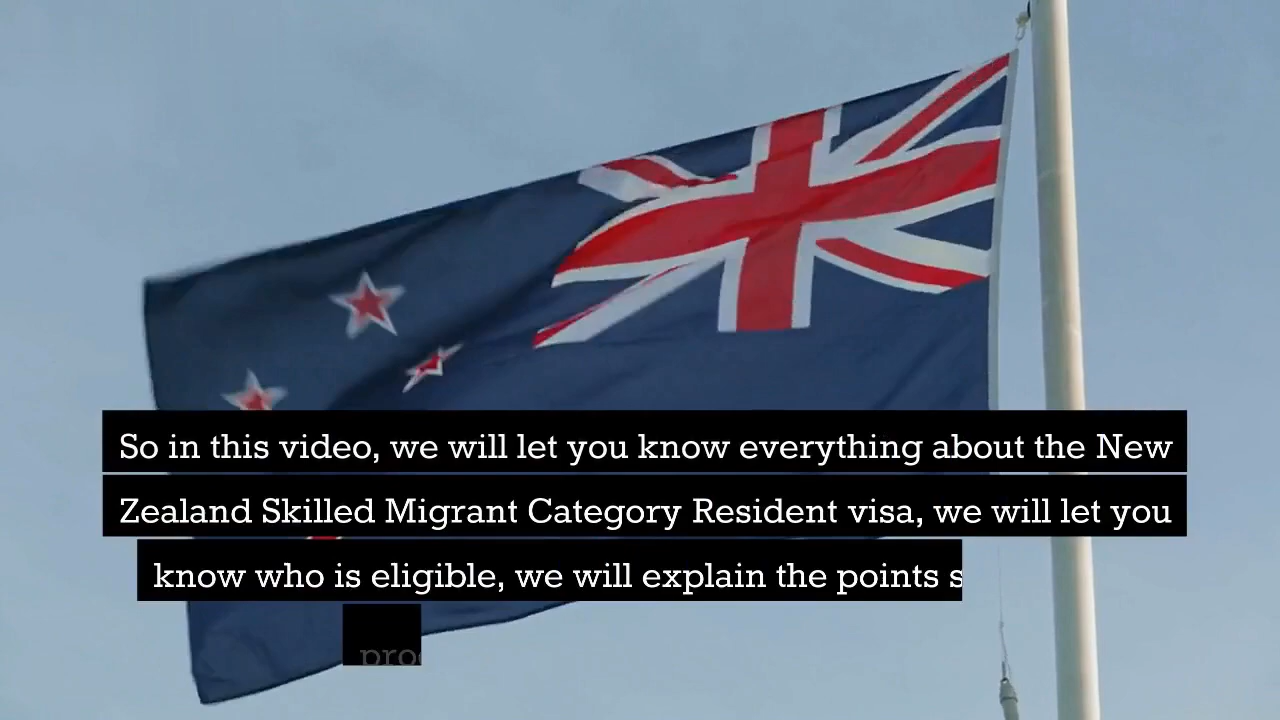 So in this video, we will let you know everything about the New
Zealand Skilled Migrant Category Resident visa, we will let you
know who is eligible, we will explain the points